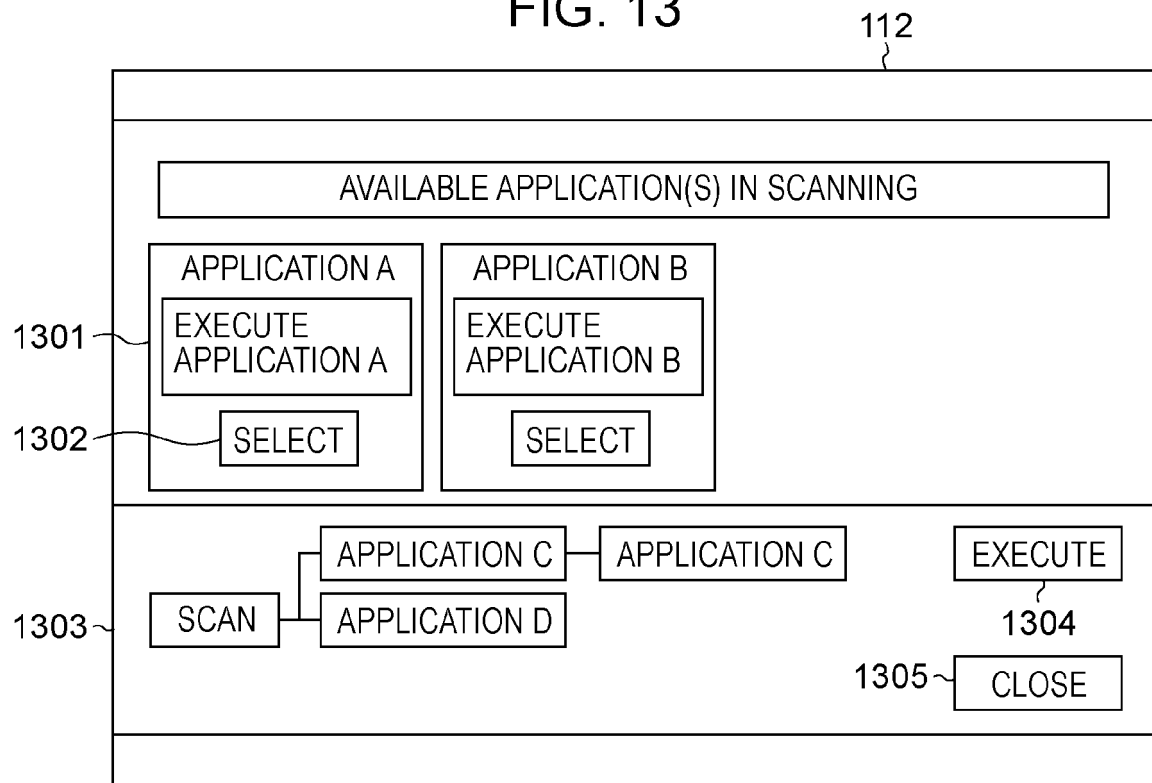 FIG. 13
112
AVAILABLE APPLICATION(S) IN SCANNING
APPLICATION A
APPLICATION B
1301
EXECUTE
APPLICATION A
EXECUTE
APPLICATION B
1302
SELECT
SELECT
APPLICATION C
APPLICATION C
EXECUTE
1303
SCAN
APPLICATION D
1304
1305
CLOSE